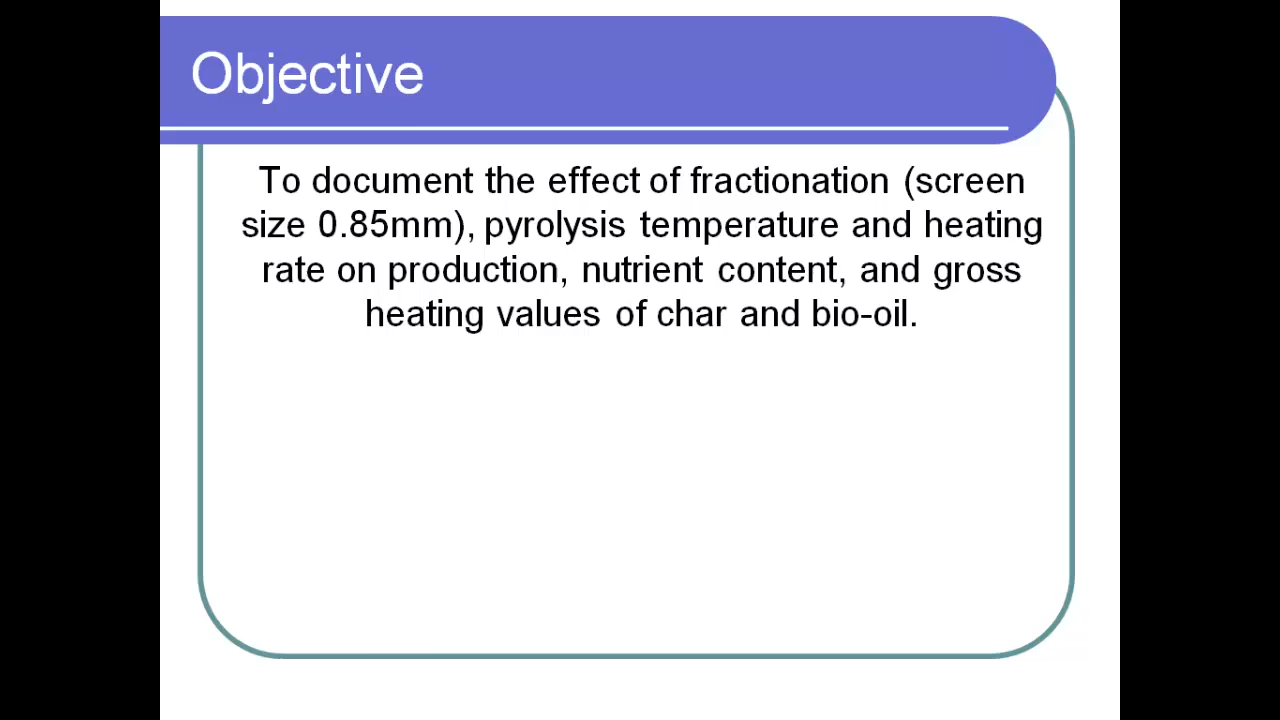 Objective
To document the effect of fractionation (screen
size 0.85mm), pyrolysis temperature and heating
rate on production, nutrient content, and gross
heating values of char and bio-oil.